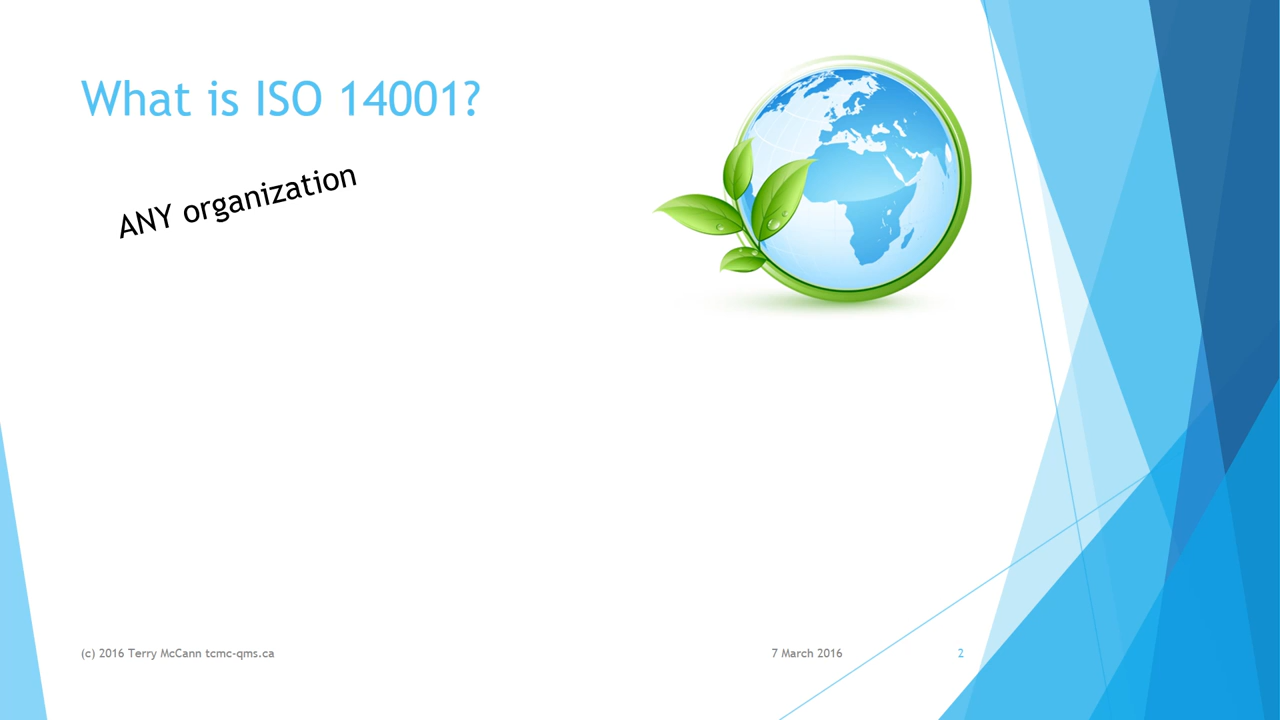 What is ISO 14001?
ANY organization
(c) 2016 Terry McCann tcmc-qms.ca
7 March 2016
2